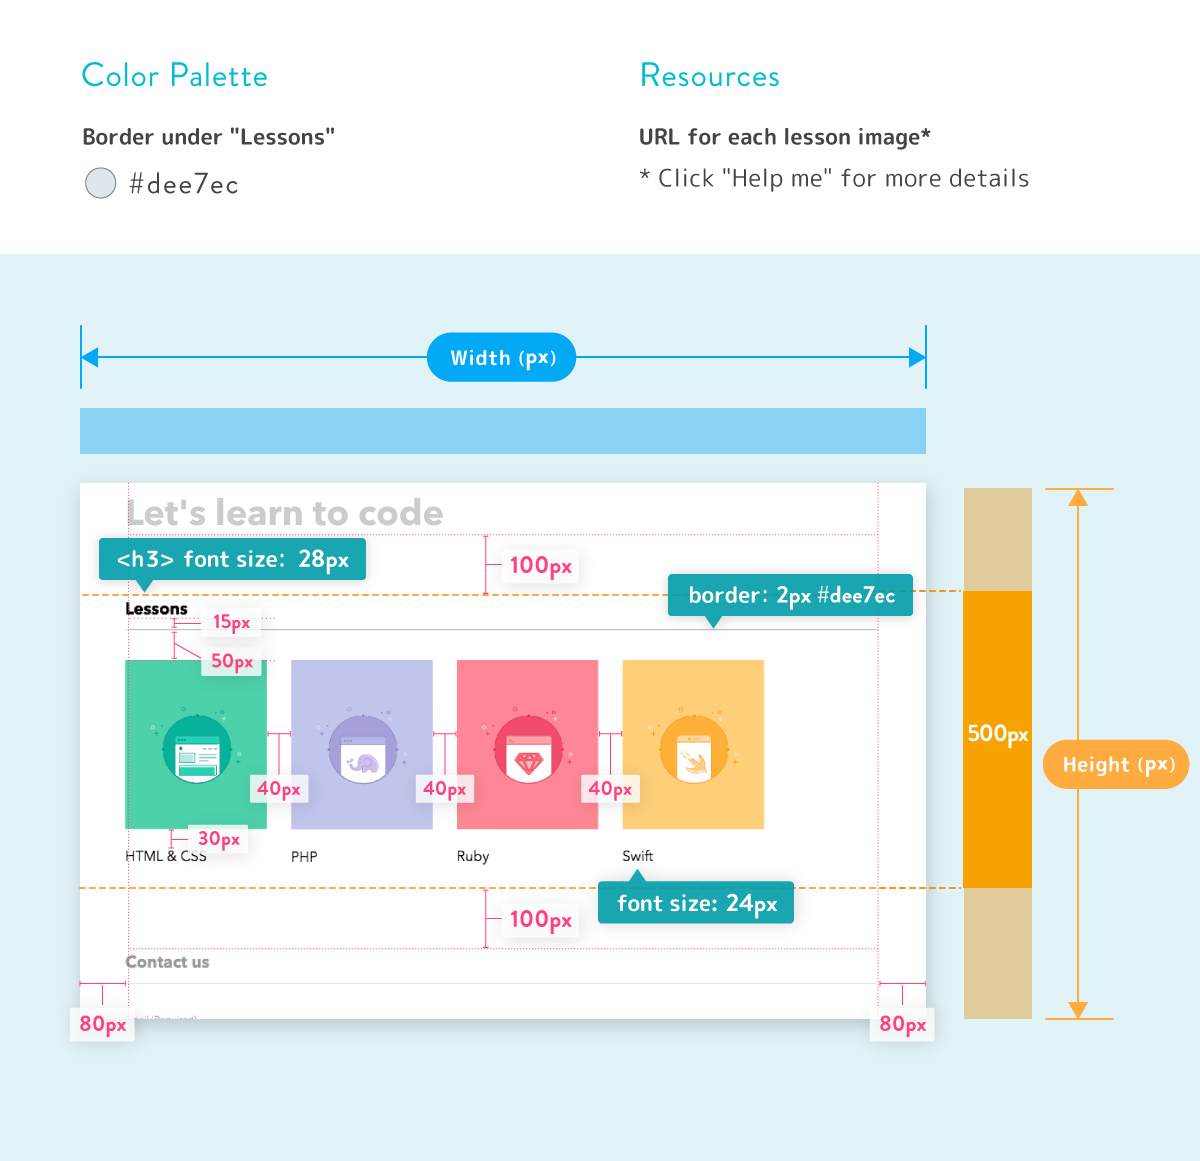 Color Palette
Resources
Border under "Lessons"
#dee7ec
URL for each lesson image*
* Click "Help me" for more details
Width (px)
Let's learn to code
<h3> font size: 28px
100px
border: 2px #dee7ec
Lessons
15px
50px
500px
Height (px)
40px
40px
40px
30px
HTML & CSS
PHP
Ruby
Swift
font size: 24px
100px
Contact us
80px
80px